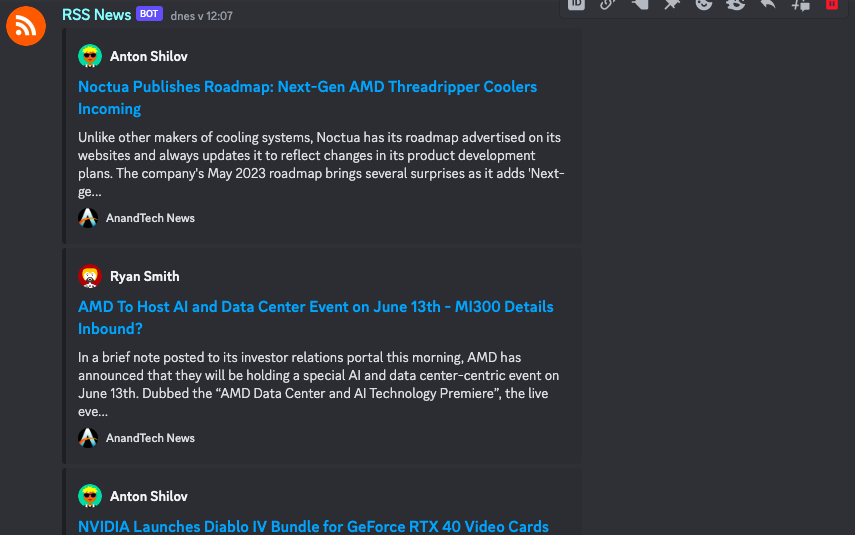 RSS News BOT dnes v 12:07
ID
Anton Shilov
Noctua Publishes Roadmap: Next-Gen AMD Threadripper Coolers
Incoming
Unlike other makers of cooling systems, Noctua has its roadmap advertised on its
websites and always updates it to reflect changes in its product development
plans. The company's May 2023 roadmap brings several surprises as it adds 'Next-
ge...
AnandTech News
Ryan Smith
AMD To Host AI and Data Center Event on June 13th - MI300 Details
Inbound?
In a brief note posted to its investor relations portal this morning, AMD has
announced that they will be holding a special AI and data center-centric event on
June 13th. Dubbed the “AMD Data Center and AI Technology Premiere”, the live
eve...
AnandTech News
Anton Shilov
NVIDIA Launches Diablo IV Bundle for GeForce RTX 40 Video Cards